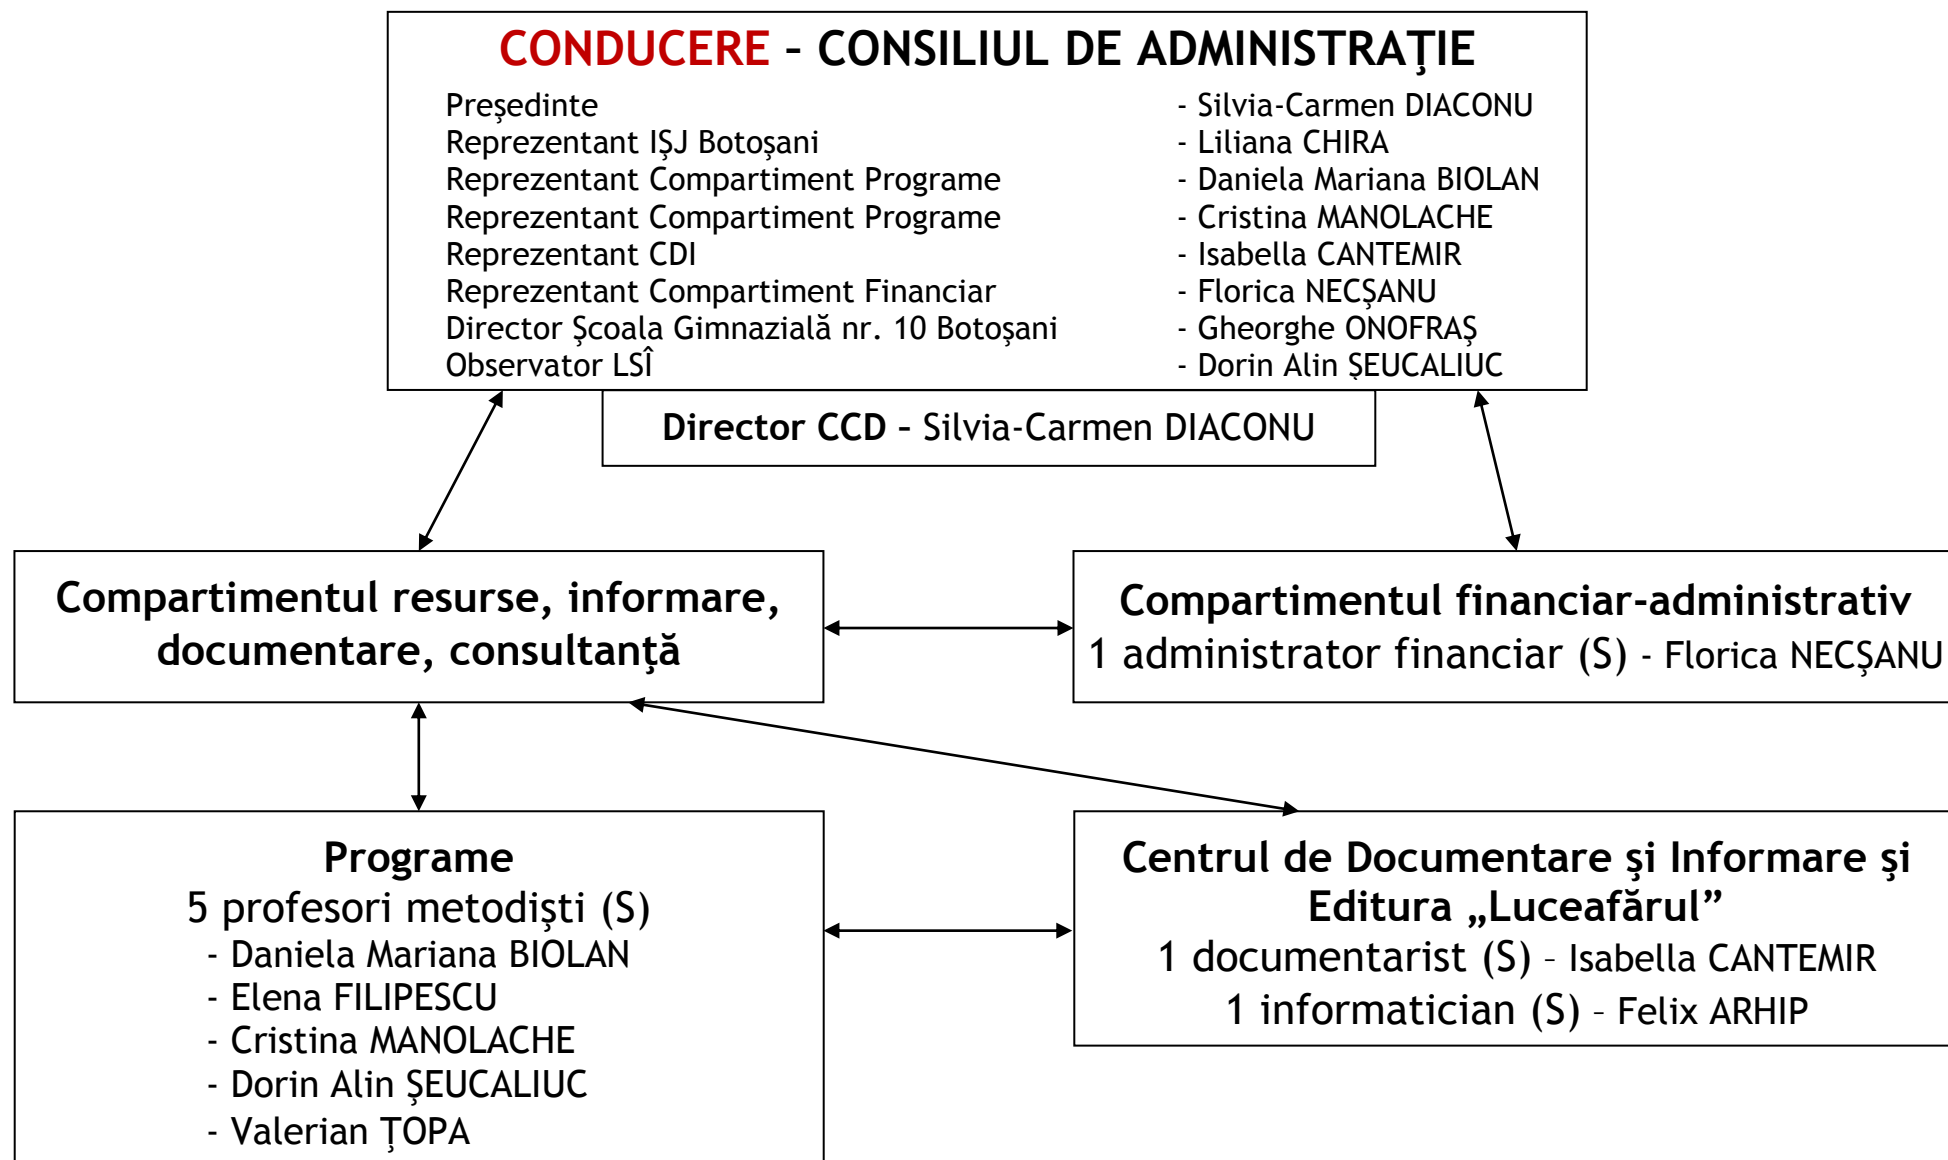 CONDUCERE – CONSILIUL DE ADMINISTRAŢIE
Preşedinte - Silvia-Carmen DIACONU
Reprezentant IŞJ Botoşani - Liliana CHIRA
Reprezentant Compartiment Programe - Daniela Mariana BIOLAN
Reprezentant Compartiment Programe - Cristina MANOLACHE
Reprezentant CDI - Isabella CANTEMIR
Reprezentant Compartiment Financiar - Florica NECŞANU
Director Şcoala Gimnazială nr. 10 Botoşani - Gheorghe ONOFRAŞ
Observator LSÎ - Dorin Alin ŞEUCALIUC
Director CCD – Silvia-Carmen DIACONU
Compartimentul resurse, informare,
documentare, consultanţă
Compartimentul financiar-administrativ
1 administrator financiar (S) - Florica NECŞANU
Programe
5 profesori metodişti (S)
- Daniela Mariana BIOLAN
- Elena FILIPESCU
- Cristina MANOLACHE
- Dorin Alin ŞEUCALIUC
- Valerian ŢOPA
Centrul de Documentare şi Informare şi
Editura „Luceafărul”
1 documentarist (S) – Isabella CANTEMIR
1 informatician (S) – Felix ARHIP